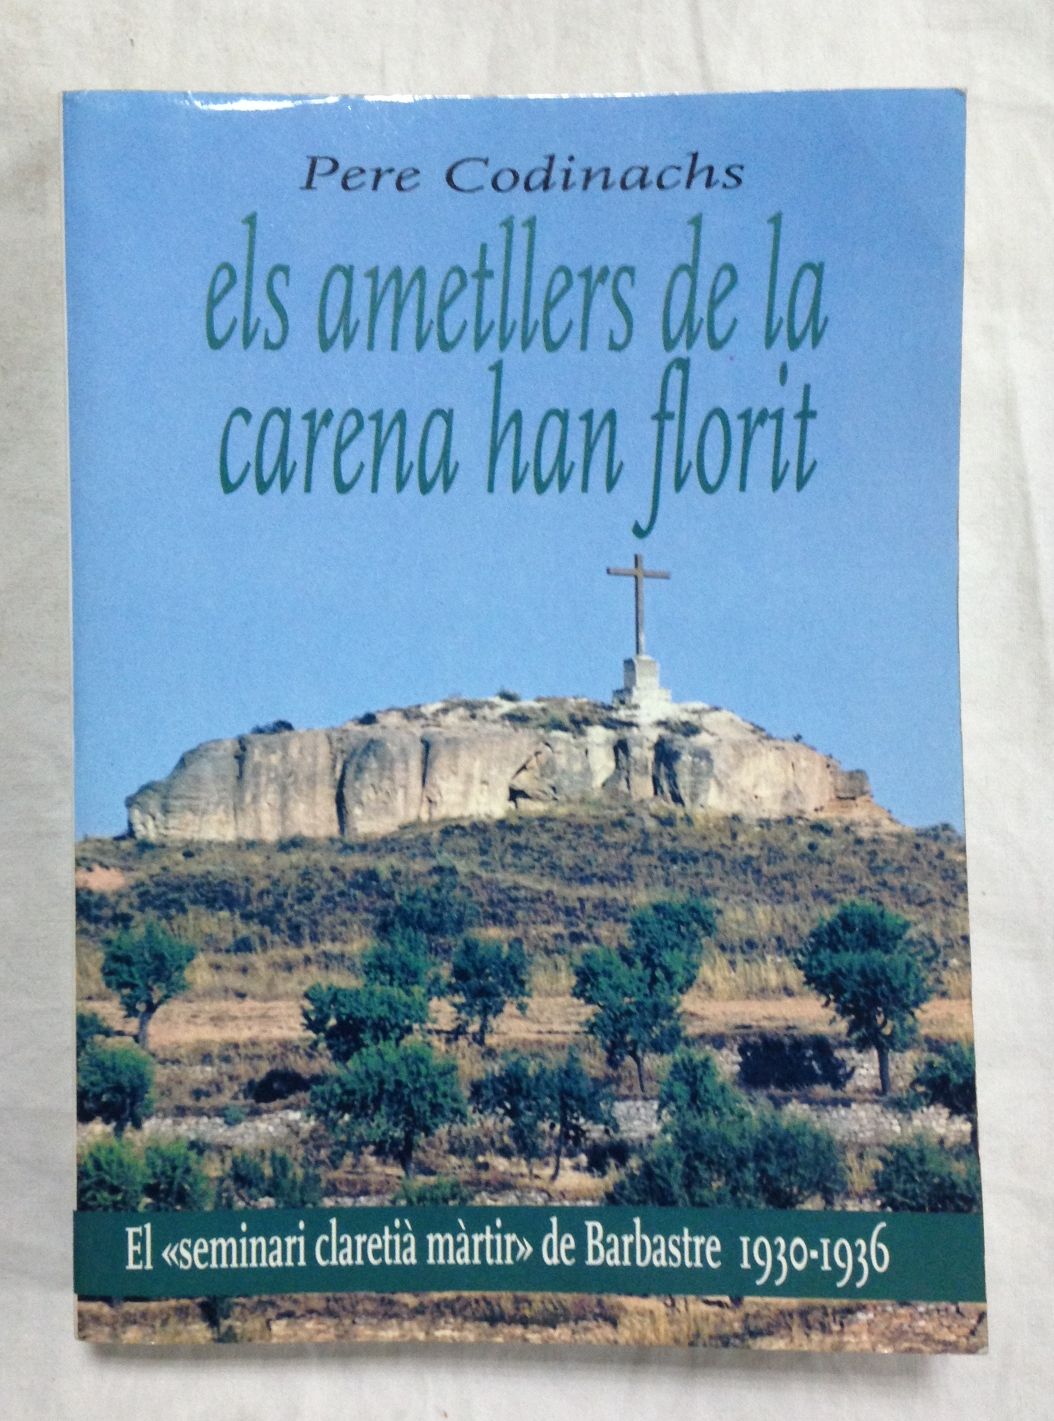 Pere Codinachs
els ametllers de la
carena han florit
El «seminari claretià màrtir» de Barbastre 1930-1936